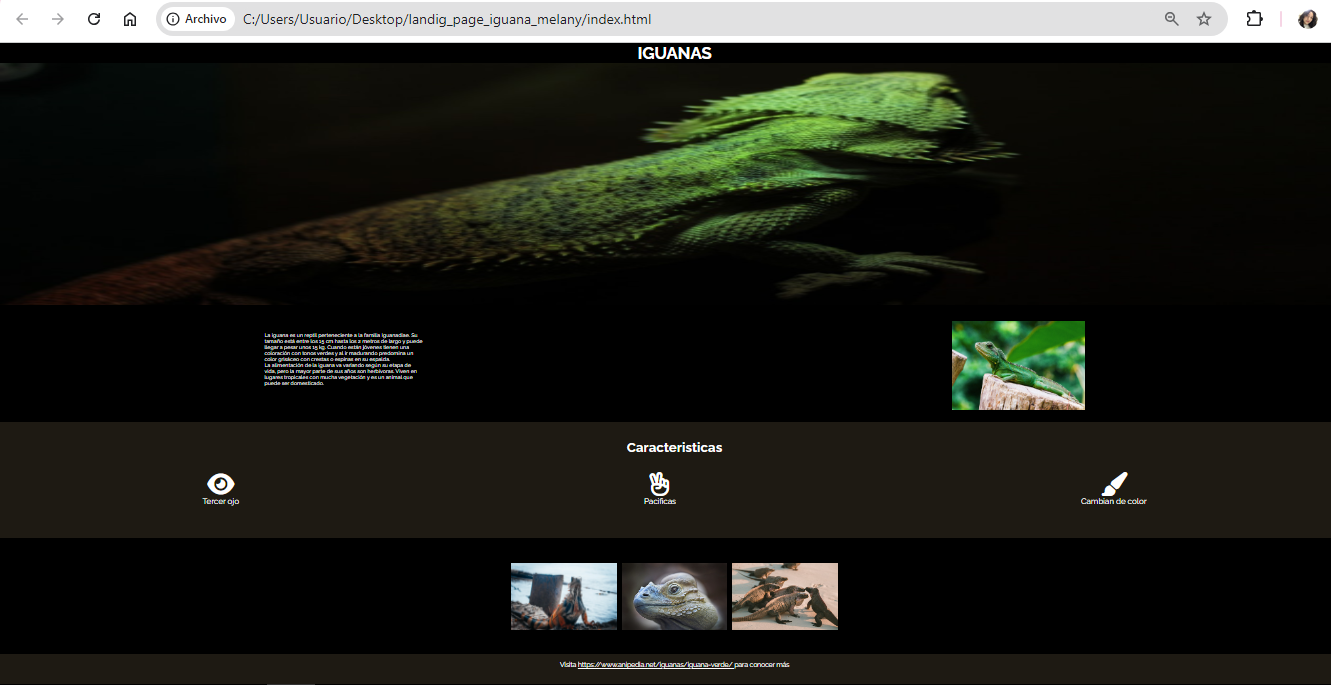 Archivo
C:/Users/Usuario/Desktop/landig_page_iguana_melany/index.html
IGUANAS
La iguana es un reptil perteneciente a la familia Iguanadiae. Su
tamaño está entre los 15 cm hasta los 2 metros de largo y puede
llegar a pesar unos 15 kg. Cuando están jóvenes tienen una
coloración con tonos verdes y al ir madurando predomina un
color grisáceo con crestas o espinas en su espalda.
La alimentación de la iguana va variando según su etapa de
vida, pero la mayor parte de sus años son herbívoras. Viven en
lugares tropicales con mucha vegetación y es un animal que
puede ser domesticado.
Caracteristicas
Tercer ojo
Pacíficas
Cambian de color
Visita https://www.anipedia.net/iguanas/iguana-verde/ para conocer más